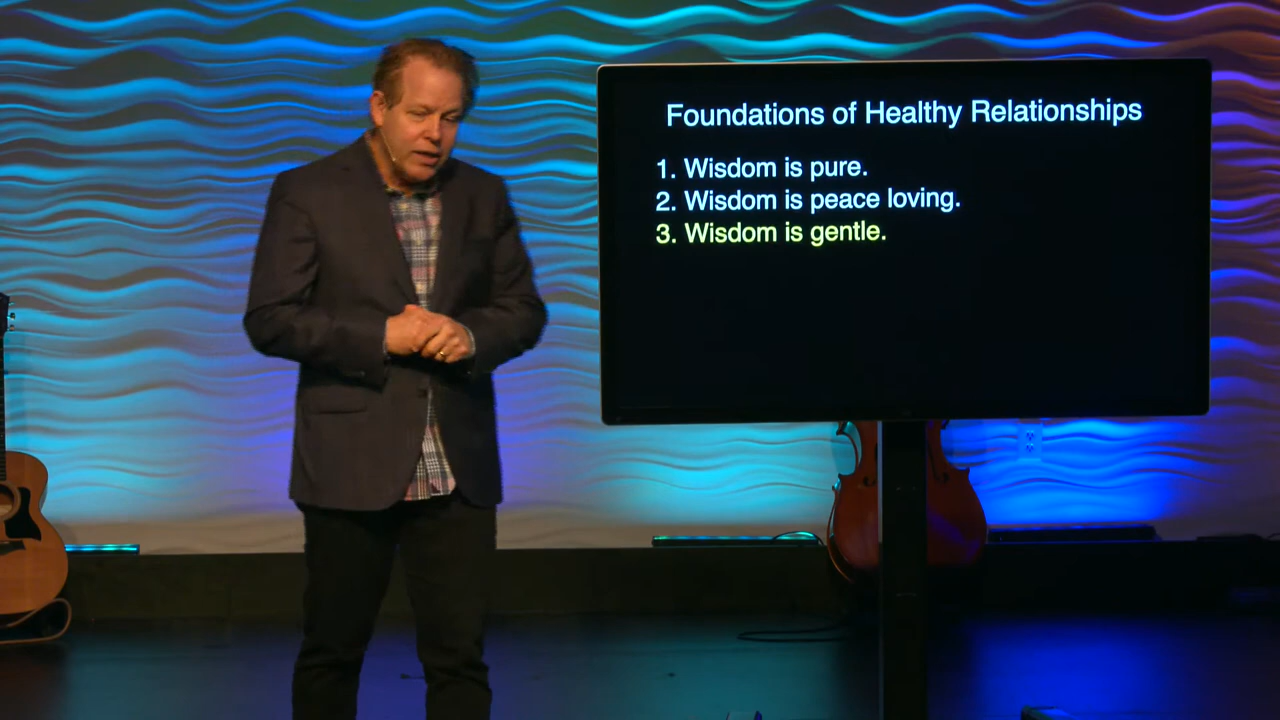 Foundations of Healthy Relationships
1. Wisdom is pure.
2. Wisdom is peace loving.
3. Wisdom is gentle.